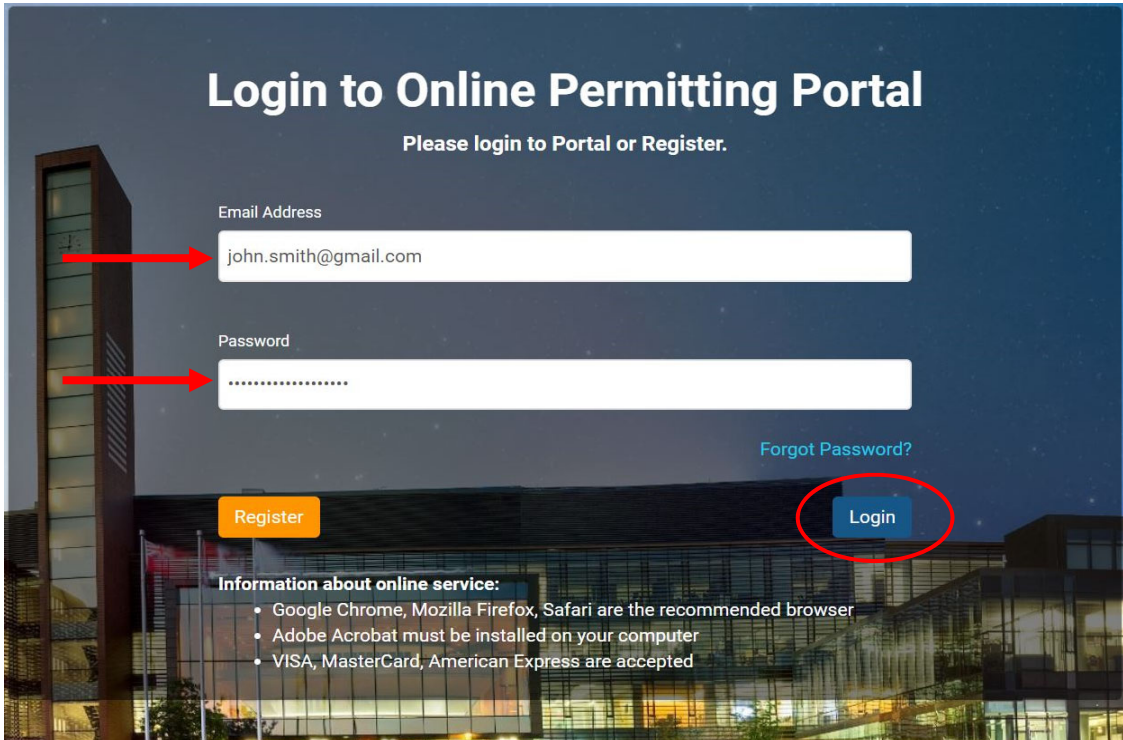 Login to Online Permitting Portal
Please login to Portal or Register.
Email Address
john.smith@gmail.com
Password
•••••••••••••••••••
Forgot Password?
Register
Login
Information about online service:
• Google Chrome, Mozilla Firefox, Safari are the recommended browser
• Adobe Acrobat must be installed on your computer
• VISA, MasterCard, American Express are accepted